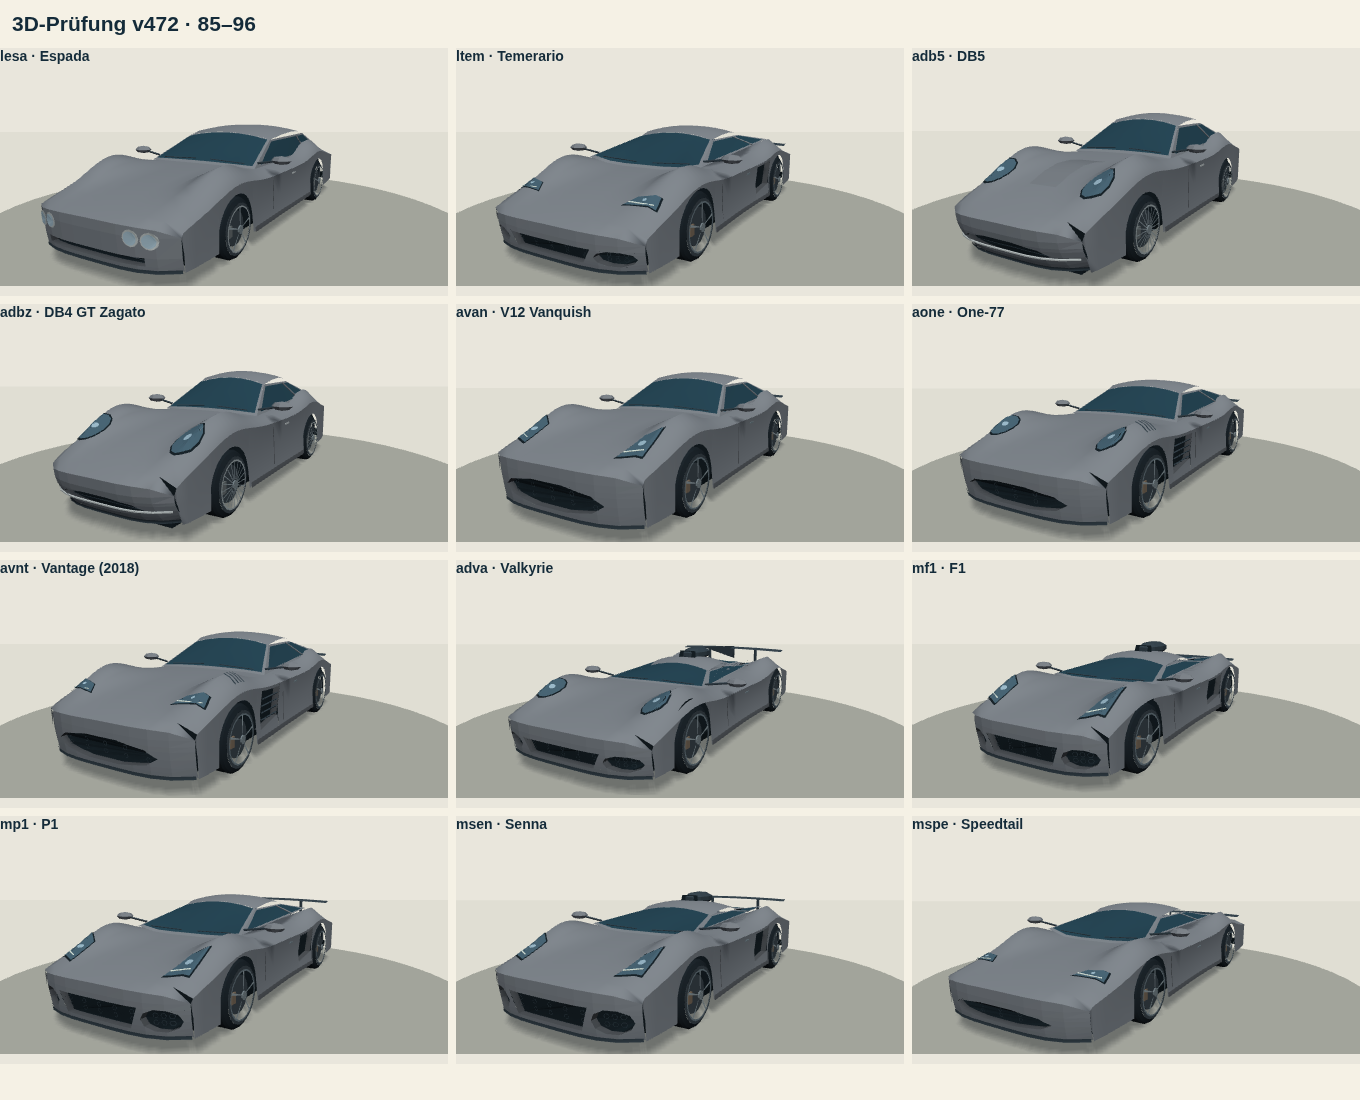 3D-Prüfung v472 · 85–96
lesa · Espada
ltem · Temerario
adb5 · DB5
adbz · DB4 GT Zagato
avan · V12 Vanquish
aone · One-77
avnt · Vantage (2018)
adva · Valkyrie
mf1 · F1
mp1 · P1
msen · Senna
mspe · Speedtail